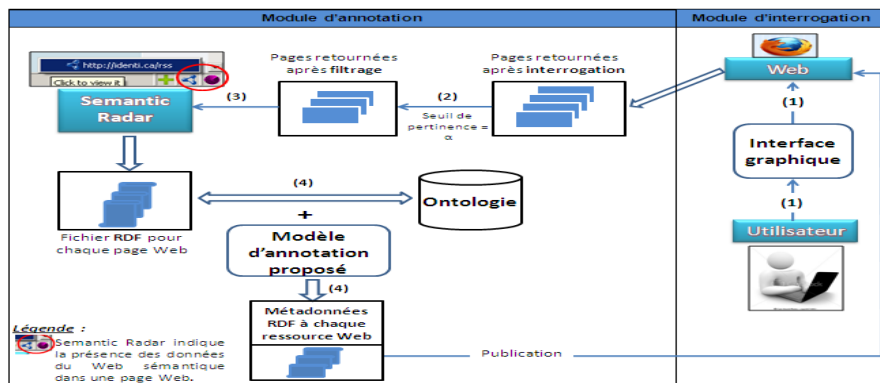 Module d'annotation
Module d'interrogation
http://identi.ca/rss
Click to view it
Pages retournées
après filtrage
Pages retournées
après interrogation
Web
Semantic
Radar
(3)
(2)
Seuil de
pertinence =
α
(1)
Interface
graphique
(1)
Utilisateur
Fichier RDF pour
chaque page Web
(4)
+
Ontologie
Modèle
d'annotation
proposé
(4)
Métadonnées
RDF à chaque
ressource Web
Publication
Légende :
Semantic Radar indique
la présence des données
du Web sémantique
dans une page Web.